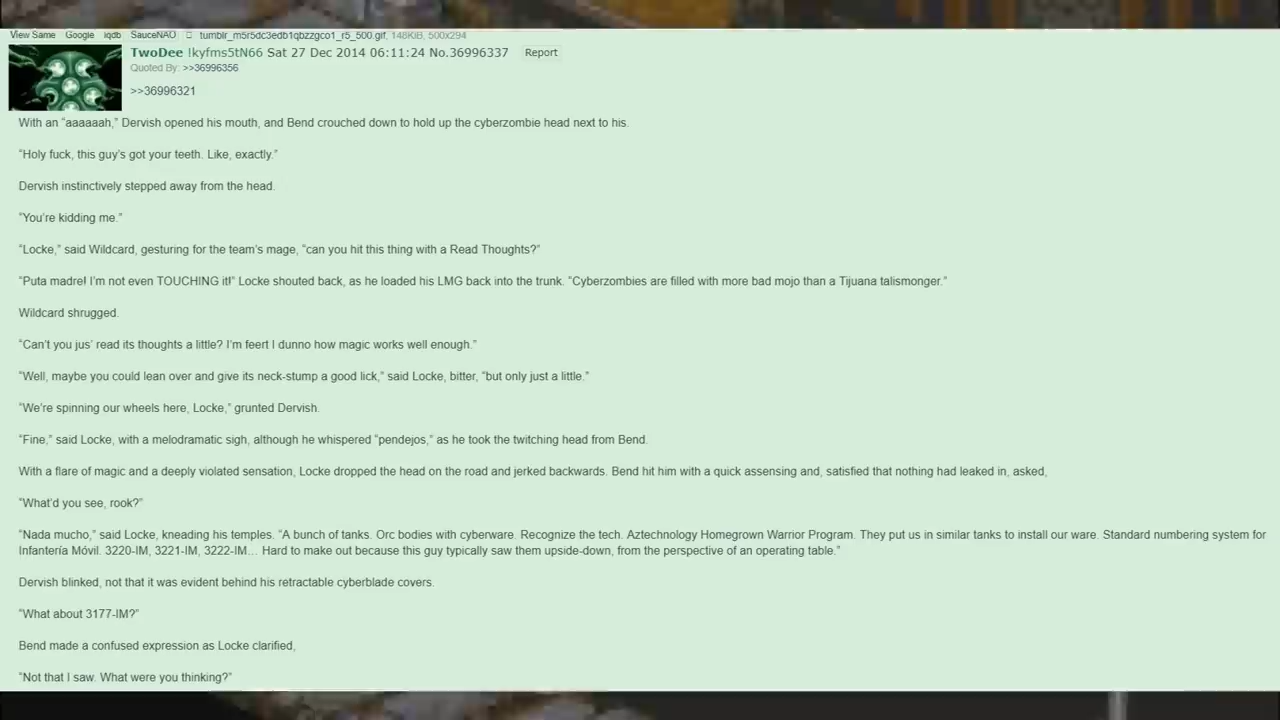 View Same Google iqdb SauceNAO tumblr_m5r5dc3edb1qbzzgco1_r5_500.gif, 148KiB, 500x294
TwoDee !kyfms5tN66 Sat 27 Dec 2014 06:11:24 No.36996337 Report
Quoted By: >>36996356
>>36996321
With an “aaaaaah,” Dervish opened his mouth, and Bend crouched down to hold up the cyberzombie head next to his.
“Holy fuck, this guy’s got your teeth. Like, exactly.”
Dervish instinctively stepped away from the head.
“You’re kidding me.”
“Locke,” said Wildcard, gesturing for the team’s mage, “can you hit this thing with a Read Thoughts?”
“Puta madre! I’m not even TOUCHING it!” Locke shouted back, as he loaded his LMG back into the trunk. “Cyberzombies are filled with more bad mojo than a Tijuana talismonger.”
Wildcard shrugged.
“Can’t you jus’ read its thoughts a little? I’m feert I dunno how magic works well enough.”
“Well, maybe you could lean over and give its neck-stump a good lick,” said Locke, bitter, “but only just a little.”
“We’re spinning our wheels here, Locke,” grunted Dervish.
“Fine,” said Locke, with a melodramatic sigh, although he whispered “pendejos,” as he took the twitching head from Bend.
With a flare of magic and a deeply violated sensation, Locke dropped the head on the road and jerked backwards. Bend hit him with a quick assensing and, satisfied that nothing had leaked in, asked,
“What’d you see, rook?”
“Nada mucho,” said Locke, kneading his temples. “A bunch of tanks. Orc bodies with cyberware. Recognize the tech. Aztechnology Homegrown Warrior Program. They put us in similar tanks to install our ware. Standard numbering system for
Infantería Móvil. 3220-IM, 3221-IM, 3222-IM… Hard to make out because this guy typically saw them upside-down, from the perspective of an operating table.”
Dervish blinked, not that it was evident behind his retractable cyberblade covers.
“What about 3177-IM?”
Bend made a confused expression as Locke clarified,
“Not that I saw. What were you thinking?”